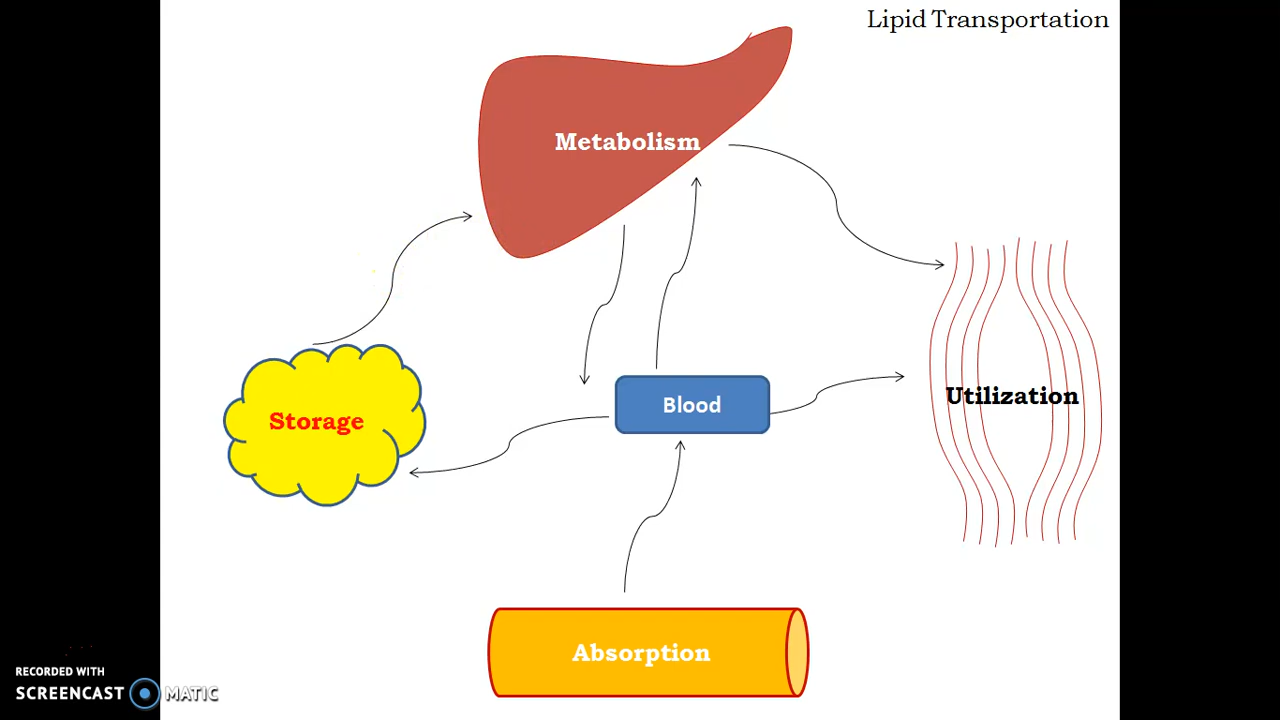 Lipid Transportation
Metabolism
Storage
Blood
Utilization
Absorption
RECORDED WITH
SCREENCAST MATIC